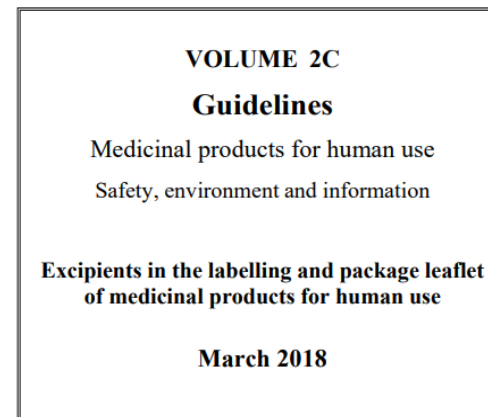 VOLUME 2C
Guidelines
Medicinal products for human use
Safety, environment and information
Excipients in the labelling and package leaflet
of medicinal products for human use
March 2018